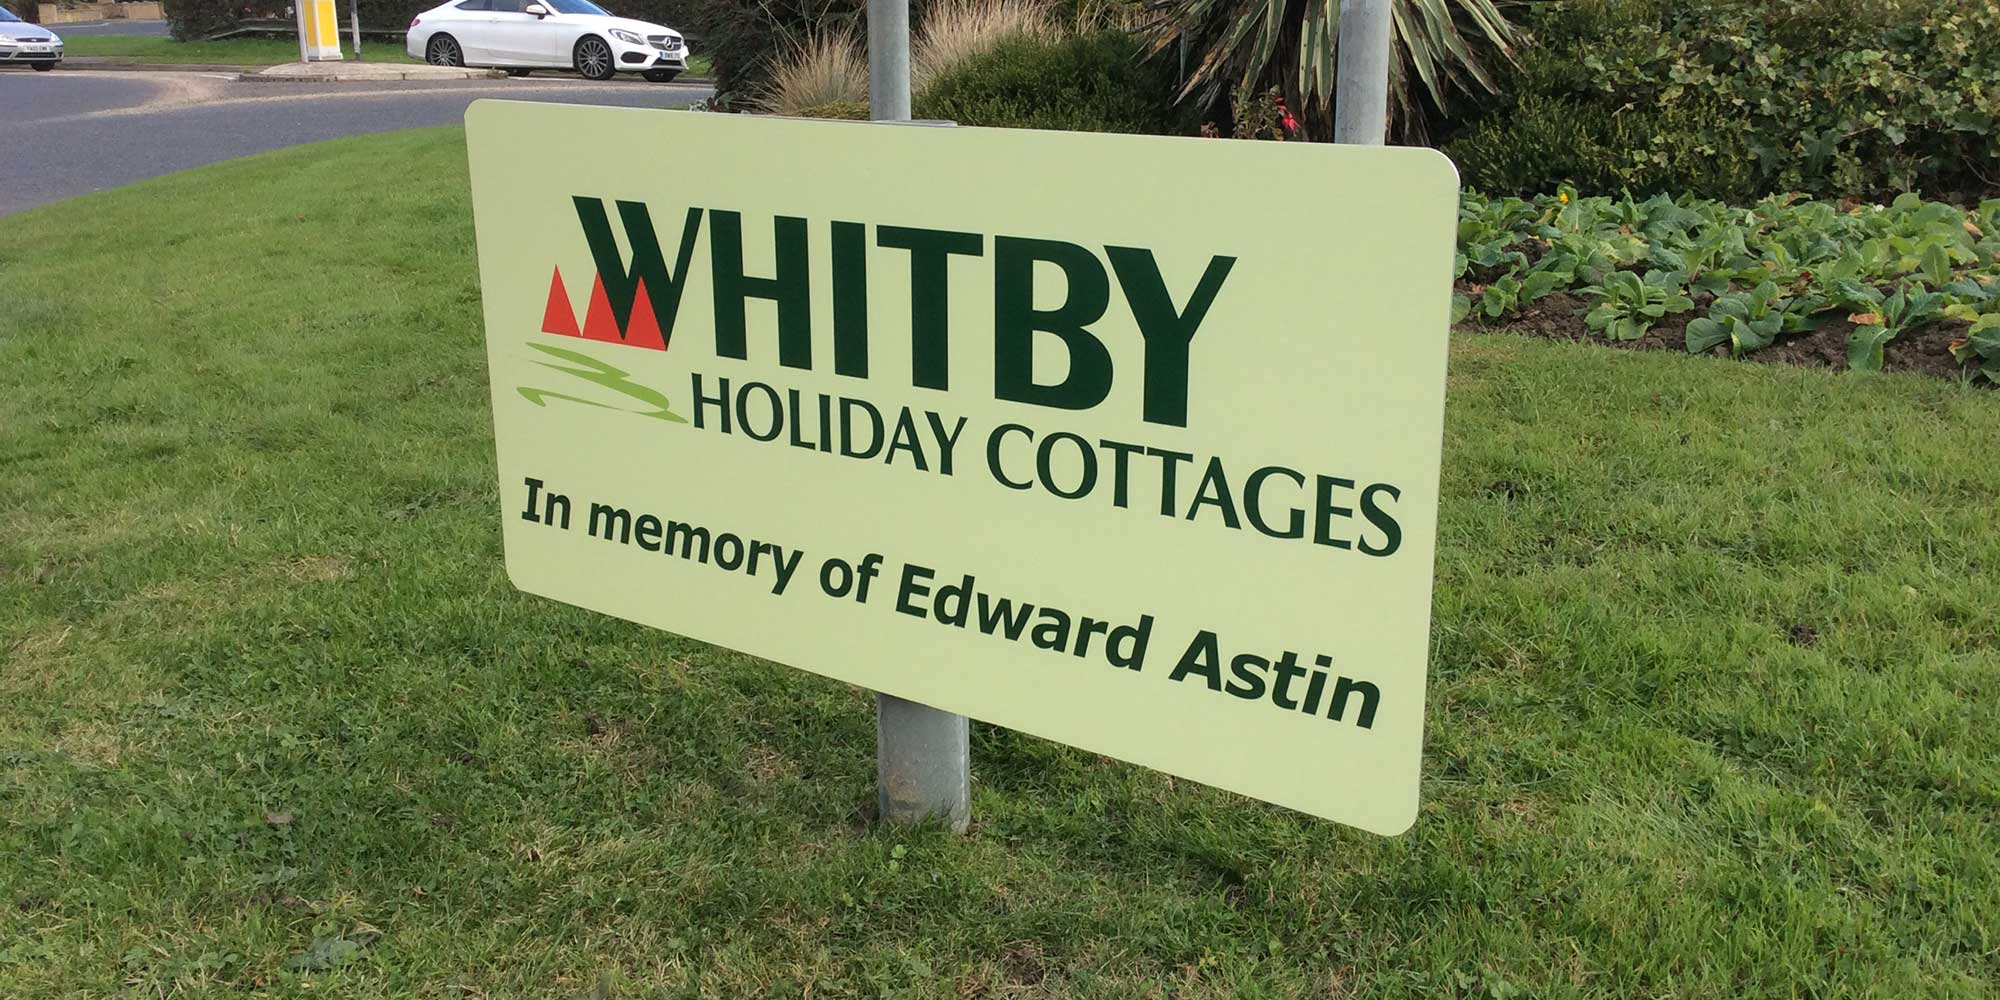 WHITBY
HOLIDAY COTTAGES
In memory of Edward Astin